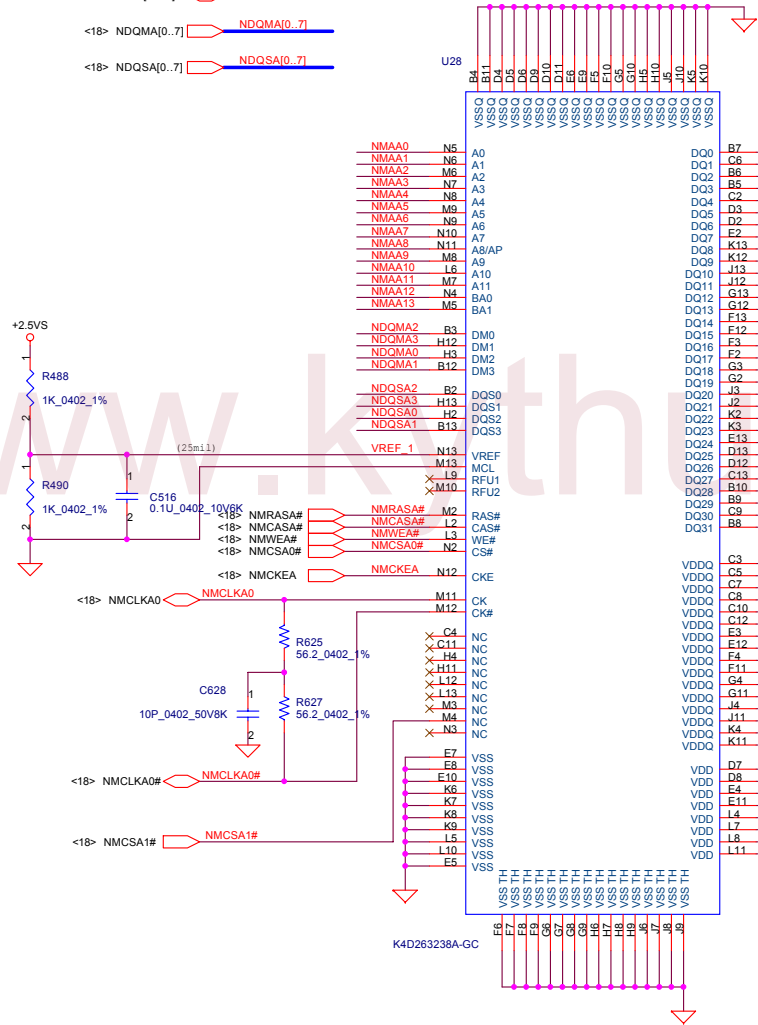 <18> NDQMA[0..7] NDQMA[0..7]
<18> NDQSA[0..7] NDQSA[0..7]
U28
B4 B11 D4 D5 D6 D9 D10 D11 E6 E9 F5 F10 G5 G10 H5 H10 J5 J10 K5 K10
VSSQ VSSQ VSSQ VSSQ VSSQ VSSQ VSSQ VSSQ VSSQ VSSQ VSSQ VSSQ VSSQ VSSQ VSSQ VSSQ VSSQ VSSQ VSSQ VSSQ
NMAA0 N5 A0
NMAA1 N6 A1
NMAA2 M6 A2
NMAA3 N7 A3
NMAA4 N8 A4
NMAA5 M9 A5
NMAA6 N9 A6
NMAA7 N10 A7
NMAA8 N11 A8/AP
NMAA9 M8 A9
NMAA10 L6 A10
NMAA11 M7 A11
NMAA12 N4 BA0
NMAA13 M5 BA1
NDQMA2 B3 DM0
NDQMA3 H12 DM1
NDQMA0 H3 DM2
NDQMA1 B12 DM3
NDQSA2 B2 DQS0
NDQSA3 H13 DQS1
NDQSA0 H2 DQS2
NDQSA1 B13 DQS3
VREF_1 N13 VREF
M13 MCL
L9 RFU1
M10 RFU2
<18> NMRASA# NMRASA# M2 RAS#
<18> NMCASA# NMCASA# L2 CAS#
<18> NMWEA# NMWEA# L3 WE#
<18> NMCSA0# NMCSA0# N2 CS#
<18> NMCKEA NMCKEA N12 CKE
<18> NMCLKA0 NMCLKA0 M11 CK
M12 CK#
C4 NC
C11 NC
H4 NC
H11 NC
L12 NC
L13 NC
M3 NC
M4 NC
N3 NC
E7 VSS
E8 VSS
E10 VSS
K6 VSS
K7 VSS
K8 VSS
K9 VSS
L5 VSS
L10 VSS
E5 VSS
DQ0 B7
DQ1 C6
DQ2 B6
DQ3 B5
DQ4 C2
DQ5 D3
DQ6 D2
DQ7 E2
DQ8 K13
DQ9 K12
DQ10 J13
DQ11 J12
DQ12 G13
DQ13 G12
DQ14 F13
DQ15 F12
DQ16 F3
DQ17 F2
DQ18 G3
DQ19 G2
DQ20 J3
DQ21 J2
DQ22 K2
DQ23 K3
DQ24 E13
DQ25 D13
DQ26 D12
DQ27 C13
DQ28 B10
DQ29 B9
DQ30 C9
DQ31 B8
VDDQ C3
VDDQ C5
VDDQ C7
VDDQ C8
VDDQ C10
VDDQ C12
VDDQ E3
VDDQ E12
VDDQ F4
VDDQ F11
VDDQ G4
VDDQ G11
VDDQ J4
VDDQ J11
VDDQ K4
VDDQ K11
VDD D7
VDD D8
VDD E4
VDD E11
VDD L4
VDD L7
VDD L8
VDD L11
+2.5VS
1
R488
1K_0402_1%
2
(25mil)
1
R490
1K_0402_1%
2
1
C516
0.1U_0402_10V6K
2
R625
56.2_0402_1%
C628
1
10P_0402_50V8K
2
R627
56.2_0402_1%
<18> NMCLKA0# NMCLKA0#
<18> NMCSA1# NMCSA1#
VSS TH VSS TH VSS TH VSS TH VSS TH VSS TH VSS TH VSS TH VSS TH VSS TH VSS TH VSS TH VSS TH VSS TH VSS TH VSS TH
F6 F7 F8 F9 G6 G7 G8 G9 H6 H7 H8 H9 J6 J7 J8 J9
K4D263238A-GC
ww.kythu